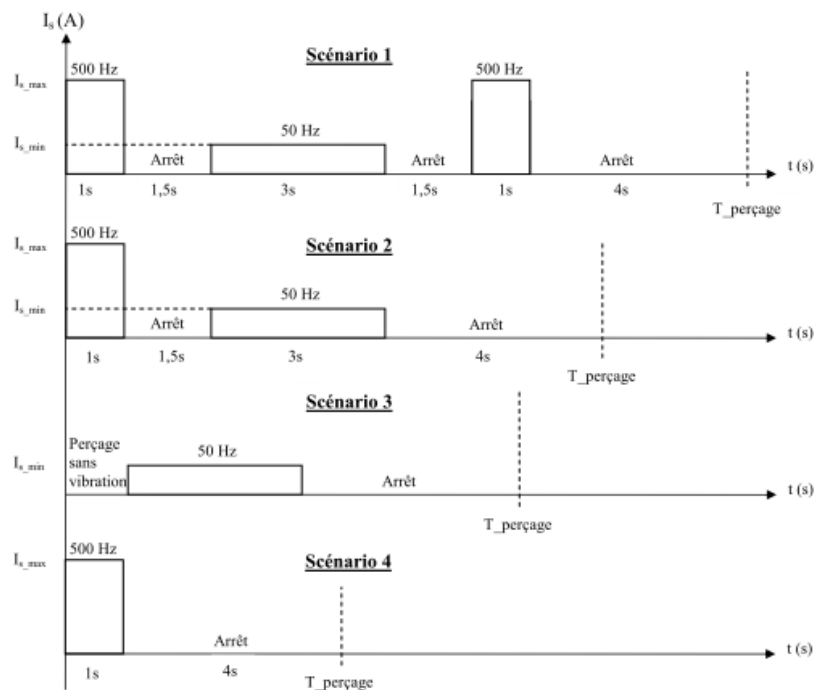 I_s (A)
Scénario 1
500 Hz
500 Hz
I_s_max
50 Hz
I_s_min
Arrêt
Arrêt
Arrêt
t (s)
1s
1,5s
3s
1,5s
1s
4s
T_perçage
500 Hz
Scénario 2
I_s_max
50 Hz
I_s_min
Arrêt
Arrêt
t (s)
1s
1,5s
3s
4s
T_perçage
Scénario 3
Perçage
sans
vibration
50 Hz
I_s_min
Arrêt
t (s)
T_perçage
500 Hz
Scénario 4
I_s_max
Arrêt
t (s)
1s
4s
T_perçage